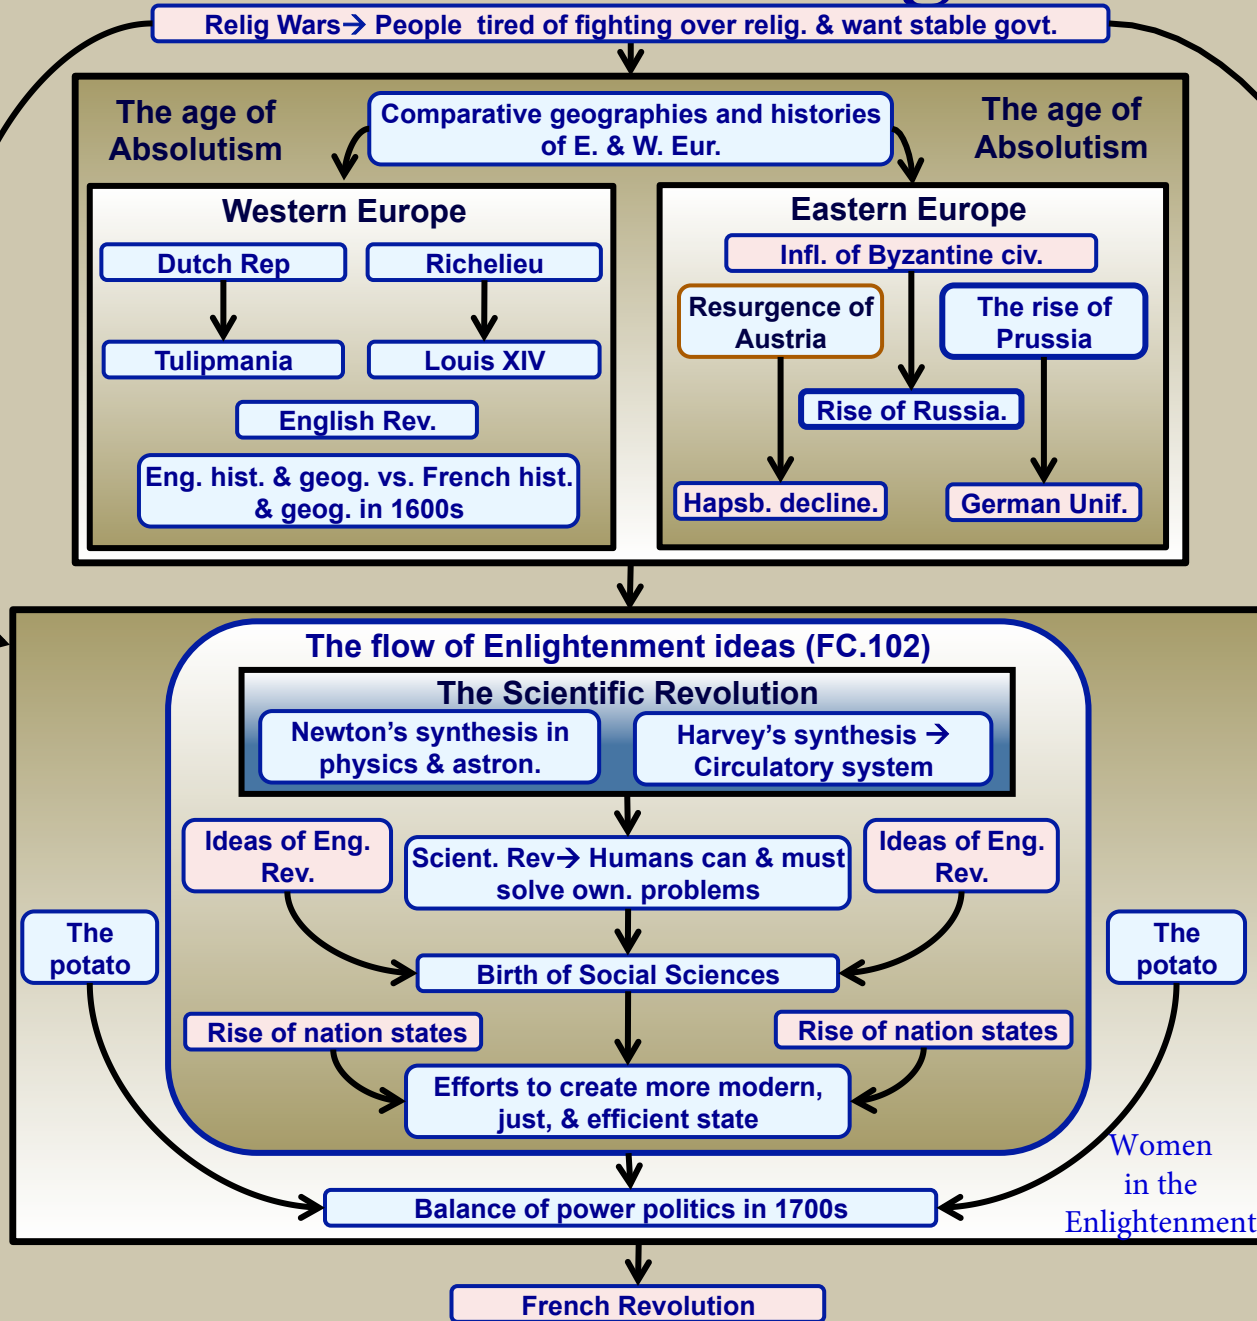 Relig Wars→ People tired of fighting over relig. & want stable govt.
The age of
Absolutism
Comparative geographies and histories
of E. & W. Eur.
The age of
Absolutism
Western Europe
Dutch Rep
Richelieu
Tulipmania
Louis XIV
English Rev.
Eng. hist. & geog. vs. French hist.
& geog. in 1600s
Eastern Europe
Infl. of Byzantine civ.
Resurgence of
Austria
The rise of
Prussia
Rise of Russia.
Hapsb. decline.
German Unif.
The flow of Enlightenment ideas (FC.102)
The Scientific Revolution
Newton's synthesis in
physics & astron.
Harvey's synthesis →
Circulatory system
Ideas of Eng.
Rev.
Scient. Rev→ Humans can & must
solve own. problems
Ideas of Eng.
Rev.
The
potato
Birth of Social Sciences
The
potato
Rise of nation states
Rise of nation states
Efforts to create more modern,
just, & efficient state
Women
in the
Enlightenment
Balance of power politics in 1700s
French Revolution